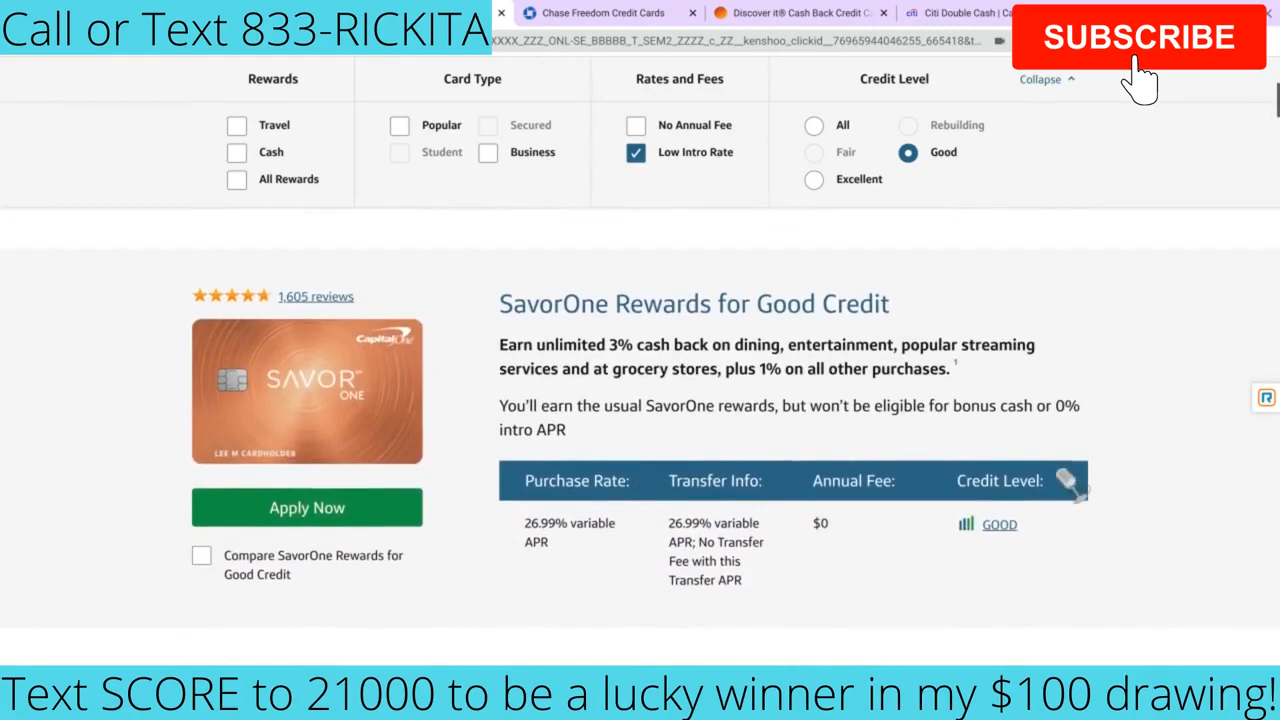 Call or Text 833-RICKITA
Chase Freedom Credit Cards
Discover it® Cash Back Credit C
Citi Double Cash | Ca
SUBSCRIBE
XXXX_ZZZ_ONL-SE_BBBBB_T_SEM2_ZZZZ_c_ZZ__kenshoo_clickid__76965944046255_665418&t...
Rewards
Card Type
Rates and Fees
Credit Level
Collapse
Travel
Popular
Secured
No Annual Fee
All
Rebuilding
Cash
Student
Business
Low Intro Rate
Fair
Good
All Rewards
Excellent
1,605 reviews
SavorOne Rewards for Good Credit
Capital One
SAVOR
ONE
LEE M CARDHOLDER
Earn unlimited 3% cash back on dining, entertainment, popular streaming
services and at grocery stores, plus 1% on all other purchases. 1
You'll earn the usual SavorOne rewards, but won't be eligible for bonus cash or 0%
intro APR
Purchase Rate:
Transfer Info:
Annual Fee:
Credit Level:
Apply Now
26.99% variable
APR
26.99% variable
APR; No Transfer
Fee with this
Transfer APR
$0
GOOD
Compare SavorOne Rewards for
Good Credit
Text SCORE to 21000 to be a lucky winner in my $100 drawing!